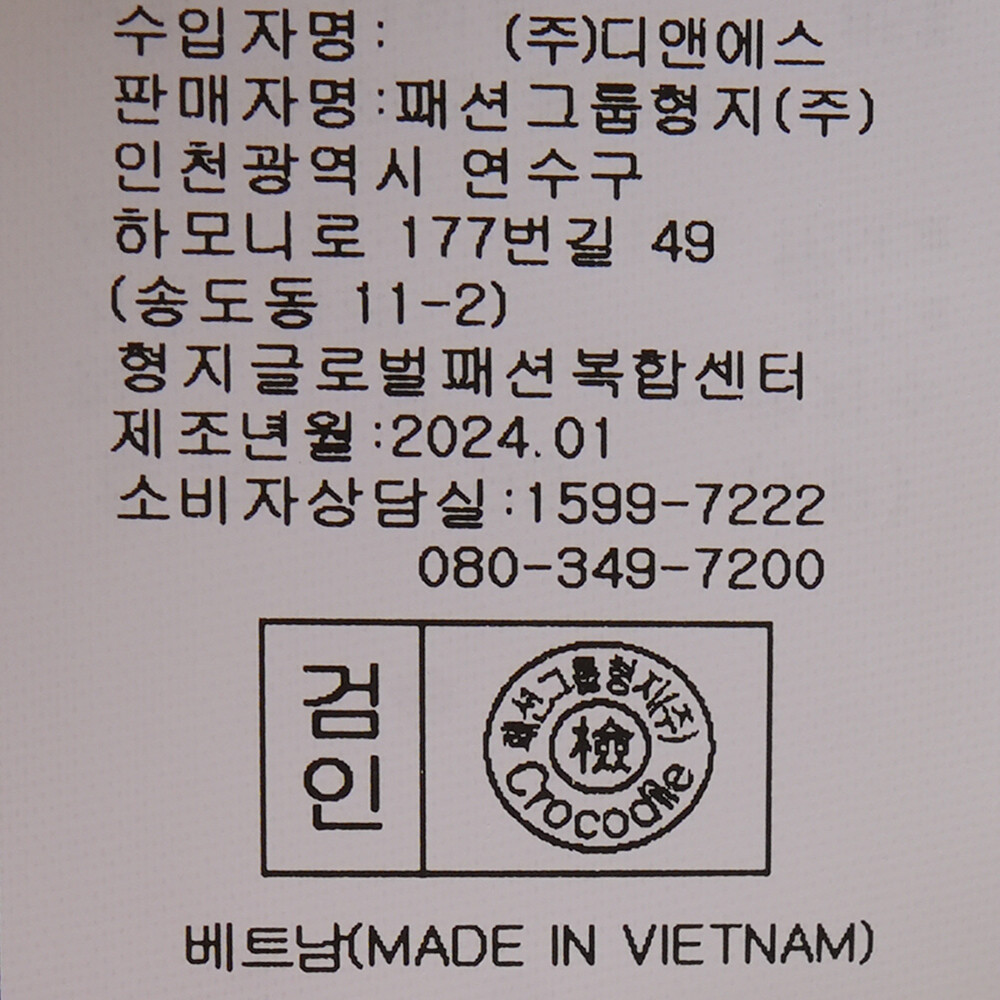 수입자명: (주)디앤에스
판매자명:패션그룹형지(주)
인천광역시 연수구
하모니로 177번길 49
(송도동 11-2)
형지글로벌패션복합센터
제조년월:2024.01
소비자상담실:1599-7222
080-349-7200
검인
패션그룹형지(주)
檢
Crocodile
베트남(MADE IN VIETNAM)